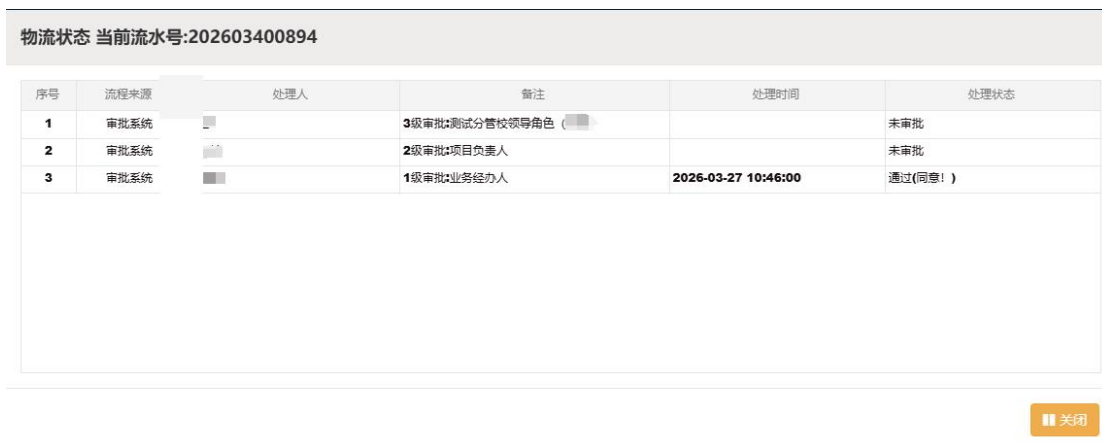 物流状态 当前流水号:202603400894
序号 流程来源 处理人 备注 处理时间 处理状态
1 审批系统 3级审批:测试分管校领导角色 ( 未审批
2 审批系统 2级审批:项目负责人 未审批
3 审批系统 1级审批:业务经办人 2026-03-27 10:46:00 通过(同意！)
关闭